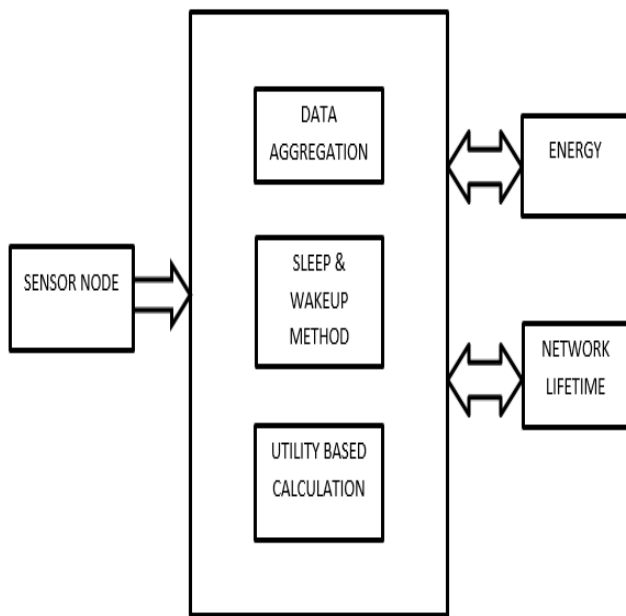 SENSOR NODE
DATA
AGGREGATION
SLEEP &
WAKEUP
METHOD
UTILITY BASED
CALCULATION
ENERGY
NETWORK
LIFETIME